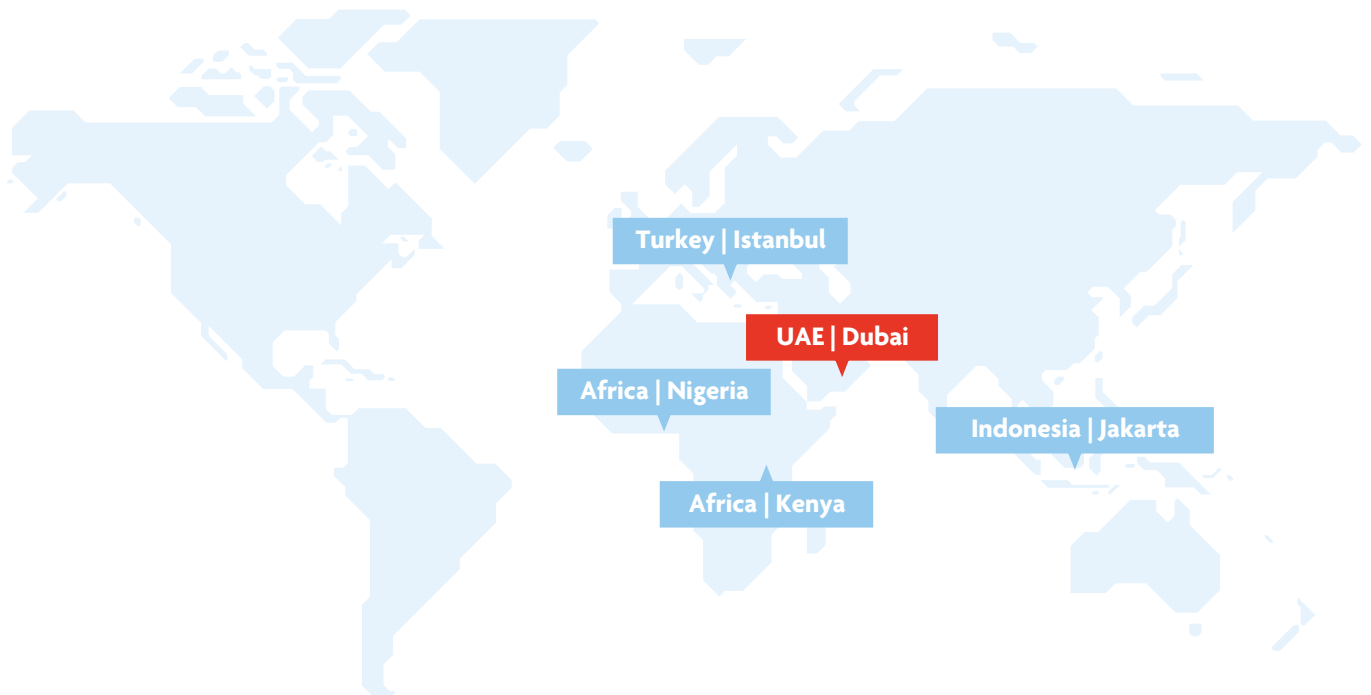 Turkey | Istanbul
UAE | Dubai
Africa | Nigeria
Indonesia | Jakarta
Africa | Kenya